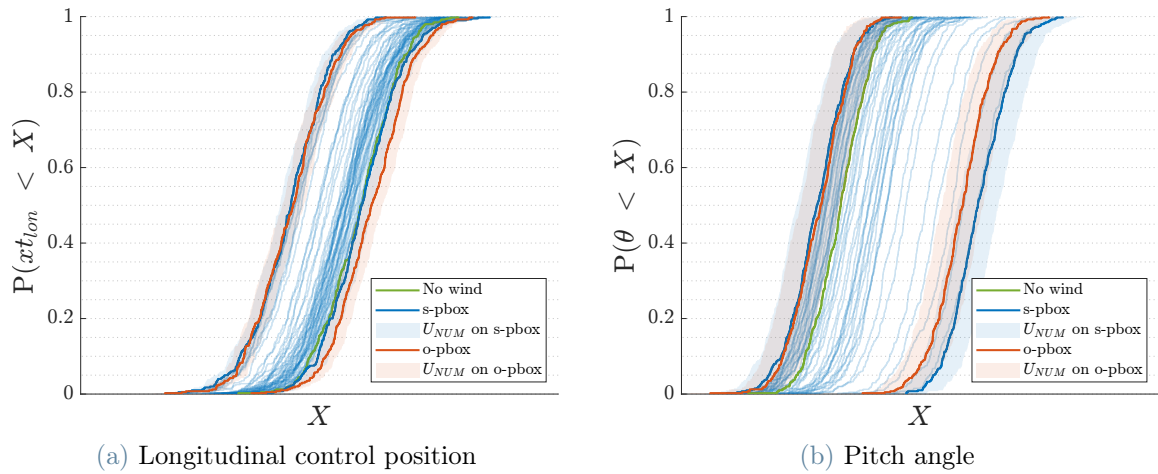 P(xt_lon < X)
1
0.8
0.6
0.4
0.2
0
No wind
s-pbox
U_NUM on s-pbox
o-pbox
U_NUM on o-pbox
X
(a) Longitudinal control position
P(θ < X)
1
0.8
0.6
0.4
0.2
0
No wind
s-pbox
U_NUM on s-pbox
o-pbox
U_NUM on o-pbox
X
(b) Pitch angle